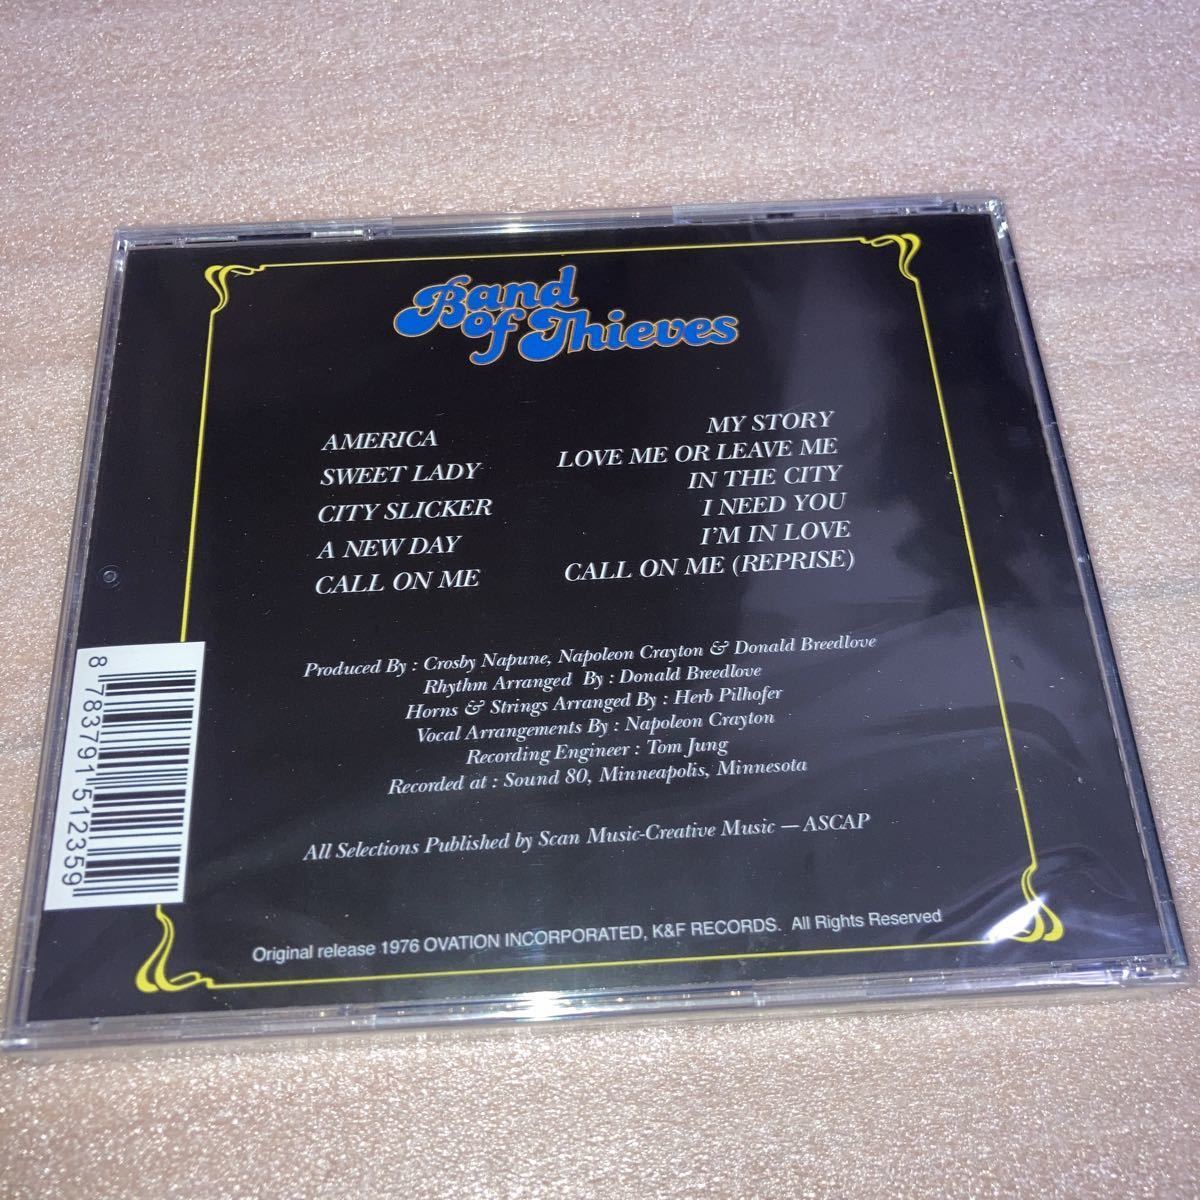 Band
of Thieves
AMERICA
SWEET LADY
CITY SLICKER
A NEW DAY
CALL ON ME
MY STORY
LOVE ME OR LEAVE ME
IN THE CITY
I NEED YOU
I'M IN LOVE
CALL ON ME (REPRISE)
Produced By : Crosby Napune, Napoleon Crayton & Donald Breedlove
Rhythm Arranged By : Donald Breedlove
Horns & Strings Arranged By : Herb Pilhofer
Vocal Arrangements By : Napoleon Crayton
Recording Engineer : Tom Jung
Recorded at : Sound 80, Minneapolis, Minnesota
All Selections Published by Scan Music-Creative Music — ASCAP
Original release 1976 OVATION INCORPORATED, K&F RECORDS. All Rights Reserved
8 78379 1 51235 9